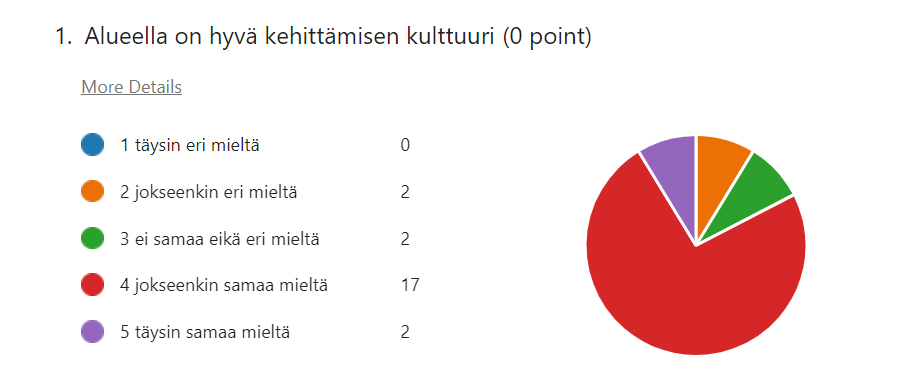 1. Alueella on hyvä kehittämisen kulttuuri (0 point)
More Details
1 täysin eri mieltä 0
2 jokseenkin eri mieltä 2
3 ei samaa eikä eri mieltä 2
4 jokseenkin samaa mieltä 17
5 täysin samaa mieltä 2